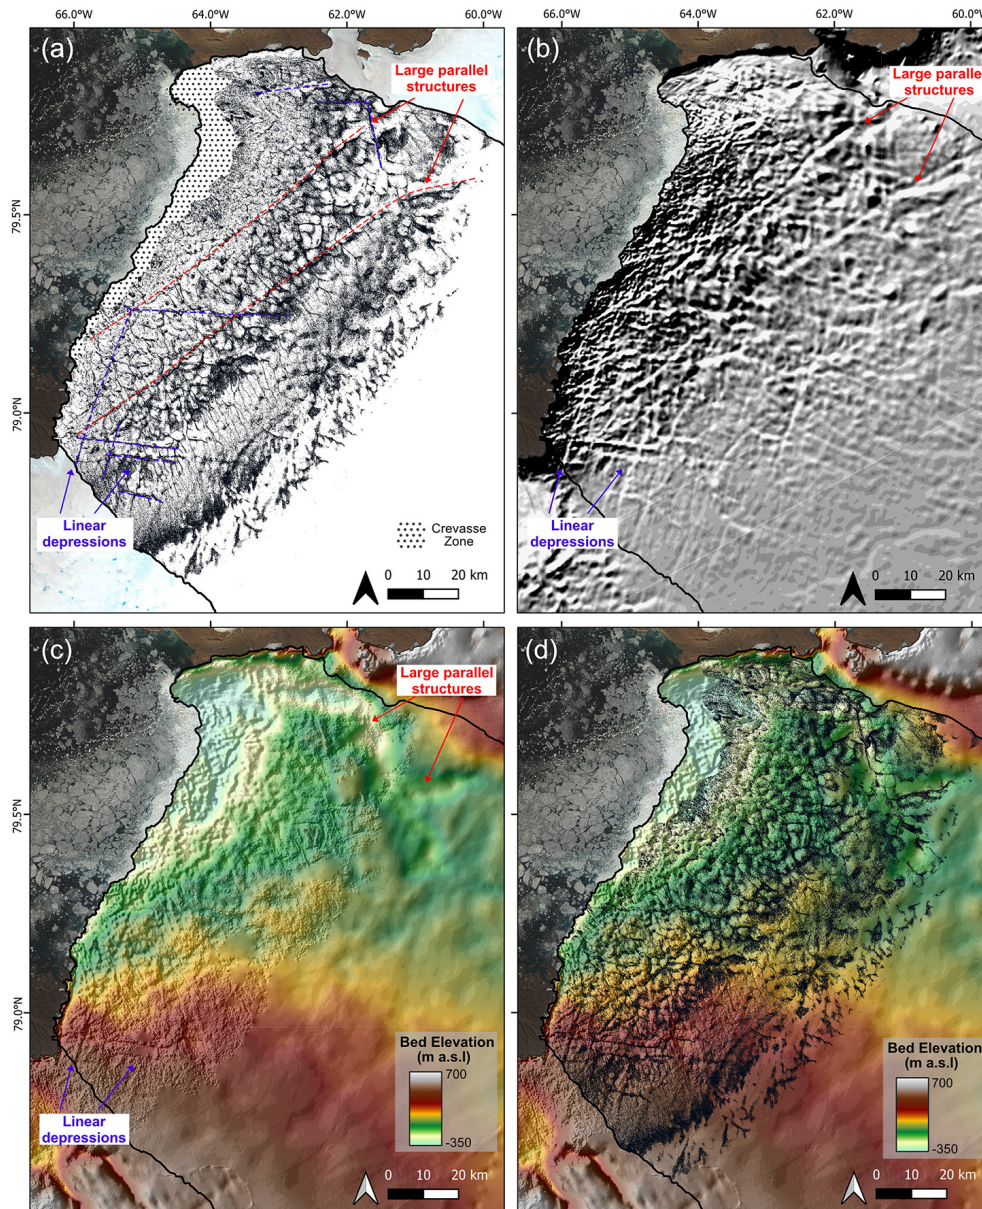 66.0°W 64.0°W 62.0°W 60.0°W
66.0°W 64.0°W 62.0°W 60.0°W
(a)
Large parallel
structures
79.5°N
79.0°N
Linear
depressions
Crevasse
Zone
0 10 20 km
(b)
Large parallel
structures
Linear
depressions
0 10 20 km
(c)
Large parallel
structures
79.5°N
79.0°N
Linear
depressions
Bed Elevation
(m a.s.l)
700
-350
0 10 20 km
(d)
Bed Elevation
(m a.s.l)
700
-350
0 10 20 km